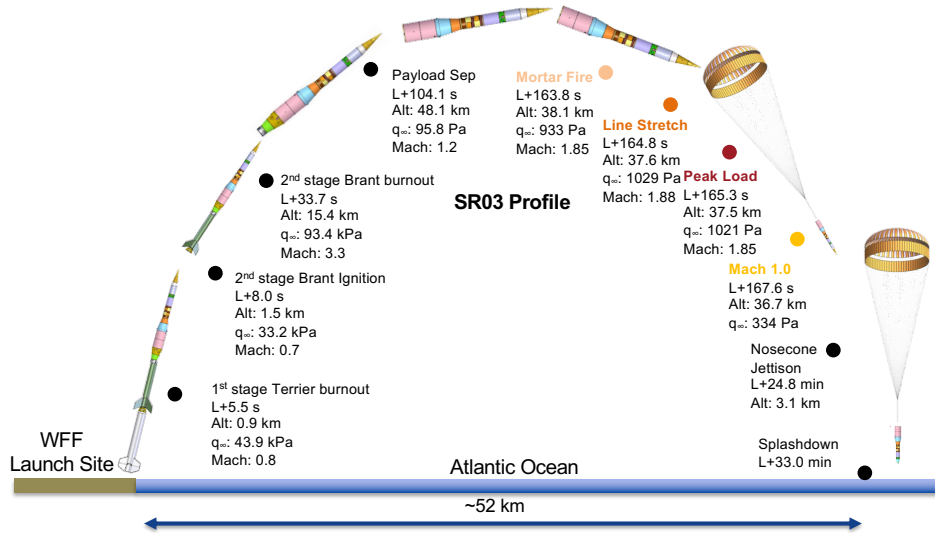 Payload Sep
L+104.1 s
Alt: 48.1 km
q∞: 95.8 Pa
Mach: 1.2
Mortar Fire
L+163.8 s
Alt: 38.1 km
q∞: 933 Pa
Mach: 1.85
Line Stretch
L+164.8 s
Alt: 37.6 km
q∞: 1029 Pa
Mach: 1.88
Peak Load
L+165.3 s
Alt: 37.5 km
q∞: 1021 Pa
Mach: 1.85
2nd stage Brant burnout
L+33.7 s
Alt: 15.4 km
q∞: 93.4 kPa
Mach: 3.3
SR03 Profile
Mach 1.0
L+167.6 s
Alt: 36.7 km
q∞: 334 Pa
2nd stage Brant Ignition
L+8.0 s
Alt: 1.5 km
q∞: 33.2 kPa
Mach: 0.7
Nosecone
Jettison
L+24.8 min
Alt: 3.1 km
1st stage Terrier burnout
L+5.5 s
Alt: 0.9 km
q∞: 43.9 kPa
Mach: 0.8
WFF
Launch Site
Splashdown
L+33.0 min
Atlantic Ocean
~52 km